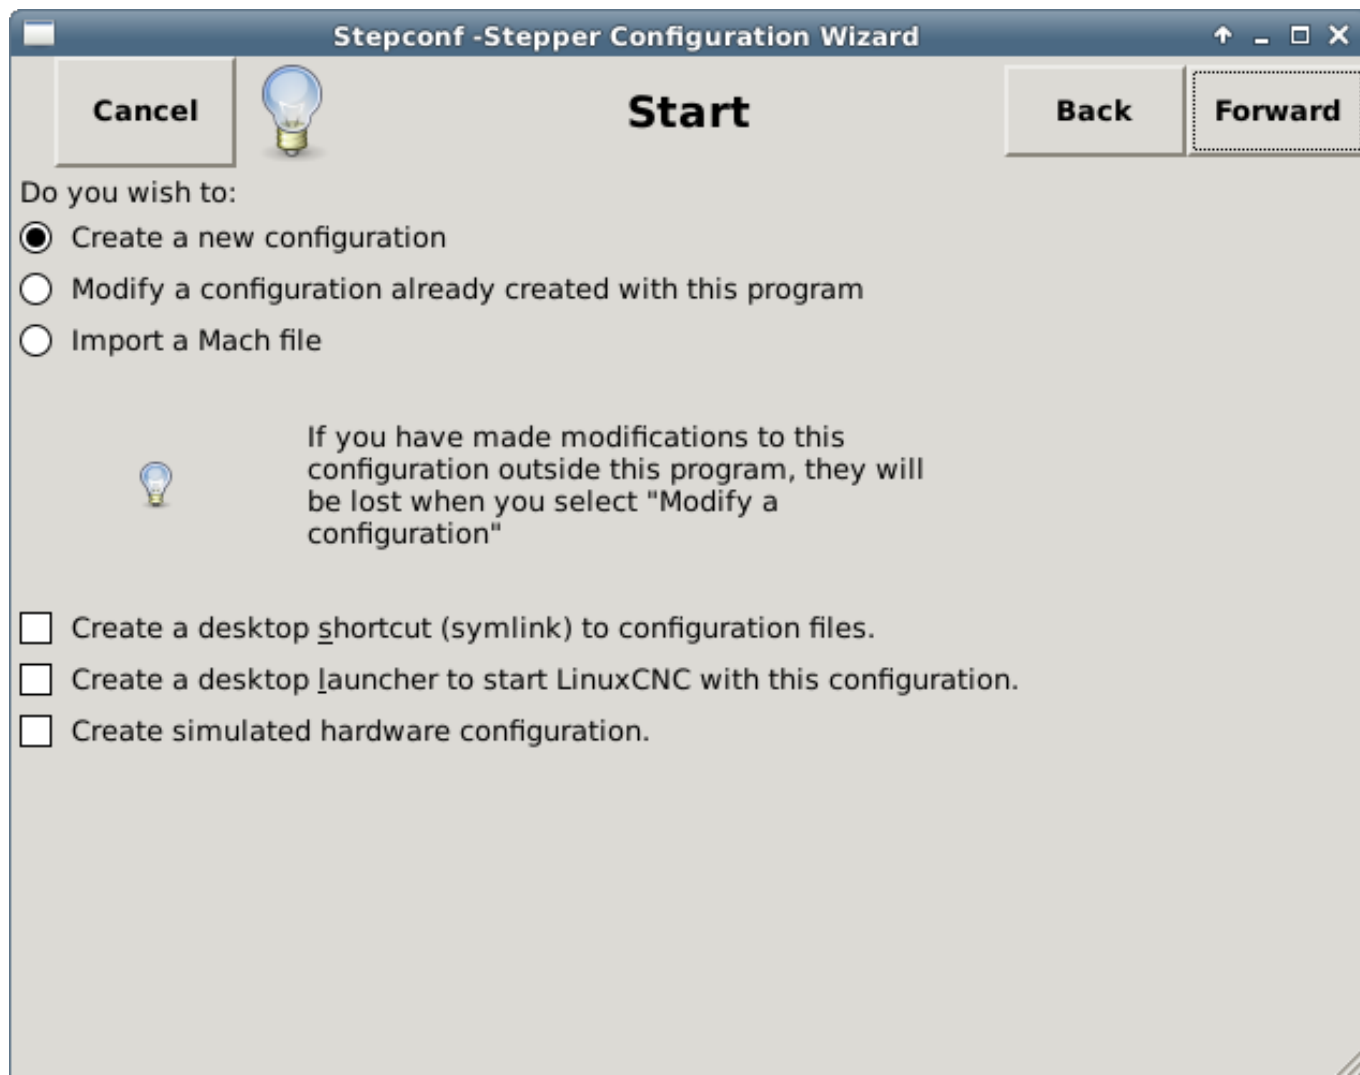 Stepconf -Stepper Configuration Wizard
Cancel
Start
Back
Forward
Do you wish to:
Create a new configuration
Modify a configuration already created with this program
Import a Mach file
If you have made modifications to this
configuration outside this program, they will
be lost when you select "Modify a
configuration"
Create a desktop shortcut (symlink) to configuration files.
Create a desktop launcher to start LinuxCNC with this configuration.
Create simulated hardware configuration.